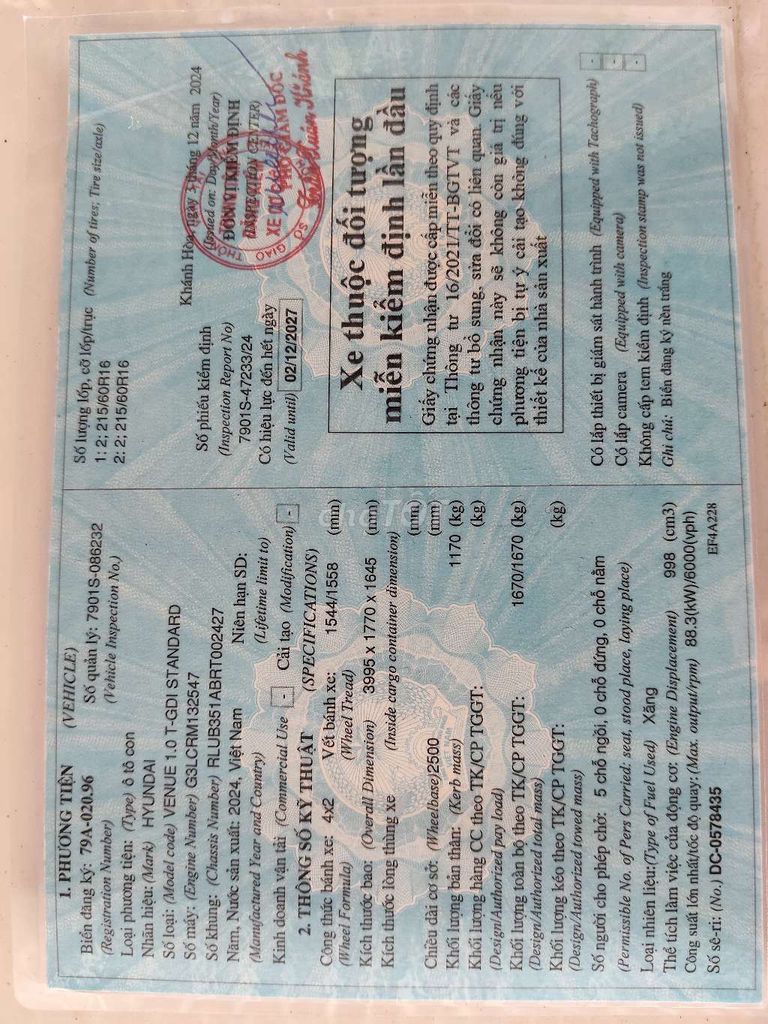 1. PHƯƠNG TIỆN (VEHICLE)
Biển đăng ký: 79A-020.96 Số quản lý: 7901S-086232
(Registration Number) (Vehicle Inspection No.)
Loại phương tiện: (Type) ô tô con
Nhãn hiệu: (Mark) HYUNDAI
Số loại: (Model code) VENUE 1.0 T-GDI STANDARD
Số máy: (Engine Number) G3LCRM132547
Số khung: (Chassis Number) RLUB351ABRT002427
Năm, Nước sản xuất: 2024, Việt Nam Niên hạn SD:
(Manufactured Year and Country) (Lifetime limit to)
Kinh doanh vận tải (Commercial Use) - Cải tạo (Modification) -
2. THÔNG SỐ KỸ THUẬT (SPECIFICATIONS)
Công thức bánh xe: 4x2 Vết bánh xe: 1544/1558 (mm)
(Wheel Formula) (Wheel Tread)
Kích thước bao: (Overall Dimension) 3995 x 1770 x 1645 (mm)
Kích thước lòng thùng xe (Inside cargo container dimension)
(mm)
Chiều dài cơ sở: (Wheelbase)2500 (mm)
Khối lượng bản thân: (Kerb mass) 1170 (kg)
Khối lượng hàng CC theo TK/CP TGGT: (kg)
(Design/Authorized pay load)
Khối lượng toàn bộ theo TK/CP TGGT: 1670/1670 (kg)
(Design/Authorized total mass)
Khối lượng kéo theo TK/CP TGGT: (kg)
(Design/Authorized towed mass)
Số người cho phép chở: 5 chỗ ngồi, 0 chỗ đứng, 0 chỗ nằm
(Permissible No. of Pers Carried: seat, stood place, laying place)
Loại nhiên liệu:(Type of Fuel Used) Xăng
Thể tích làm việc của động cơ: (Engine Displacement) 998 (cm3)
Công suất lớn nhất/tốc độ quay: (Max. output/rpm) 88.3(kW)/6000(vph)
Số sê-ri: (No.) DC-0578435 EF4A228
Số lượng lốp, cỡ lốp/trục (Number of tires; Tire size/axle)
1: 2; 215/60R16
2: 2; 215/60R16
Khánh Hòa, ngày 3 tháng 12 năm 2024
(Issued on: Day/Month/Year)
Số phiếu kiểm định ĐƠN VỊ KIỂM ĐỊNH
(Inspection Report No) (INSPECTION CENTER)
7901S-47233/24
Có hiệu lực đến hết ngày
(Valid until) 02/12/2027
PHÓ GIÁM ĐỐC
XE CƠ GIỚI
GIAO THÔNG
SỞ
Xe thuộc đối tượng
miễn kiểm định lần đầu
Giấy chứng nhận được cấp miễn theo quy định
tại Thông tư 16/2021/TT-BGTVT và các
thông tư bổ sung, sửa đổi có liên quan. Giấy
chứng nhận này sẽ không còn giá trị nếu
phương tiện bị tự ý cải tạo không đúng với
thiết kế của nhà sản xuất
Có lắp thiết bị giám sát hành trình (Equipped with Tachograph) -
Có lắp camera (Equipped with camera) -
Không cấp tem kiểm định (Inspection stamp was not issued) -
Ghi chú: Biển đăng ký nền trắng
chợTỐT